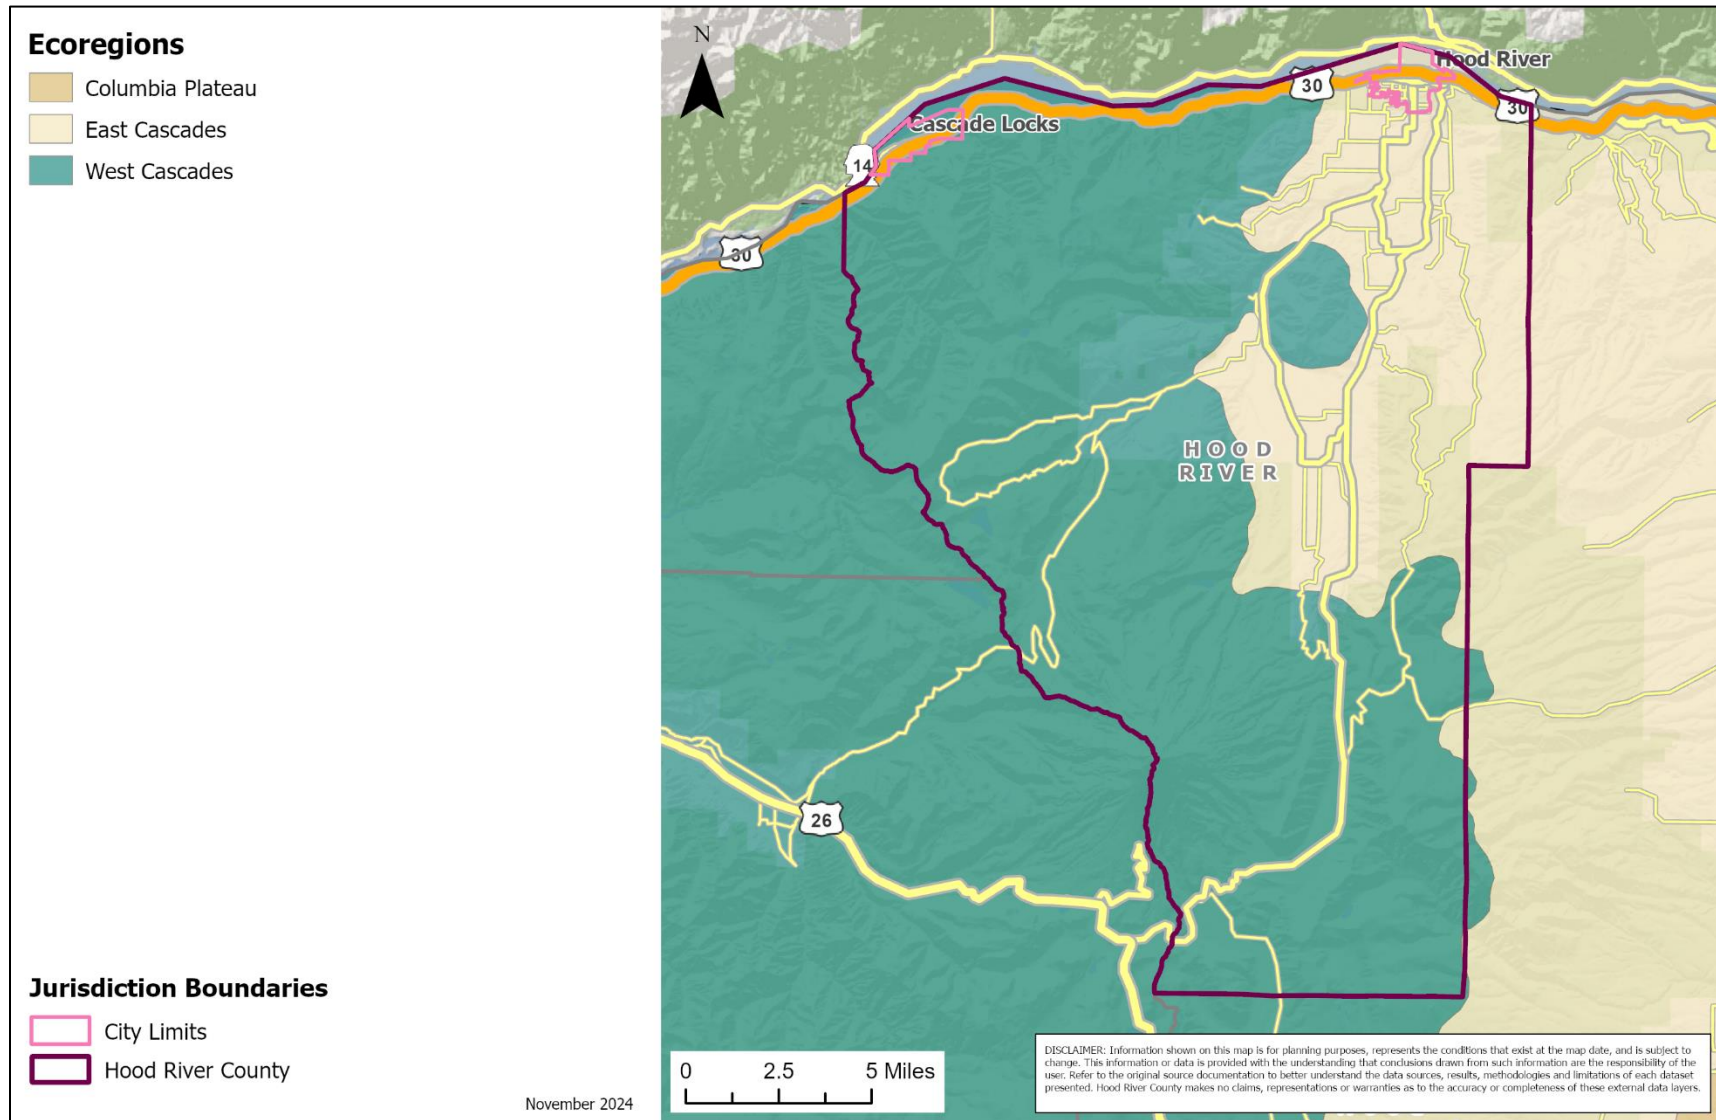 Ecoregions
Columbia Plateau
East Cascades
West Cascades
Jurisdiction Boundaries
City Limits
Hood River County
November 2024
N
Hood River
30
30
Cascade Locks
14
30
HOOD
RIVER
26
0 2.5 5 Miles
DISCLAIMER: Information shown on this map is for planning purposes, represents the conditions that exist at the map date, and is subject to
change. This information or data is provided with the understanding that conclusions drawn from such information are the responsibility of the
user. Refer to the original source documentation to better understand the data sources, results, methodologies and limitations of each dataset
presented. Hood River County makes no claims, representations or warranties as to the accuracy or completeness of these external data layers.